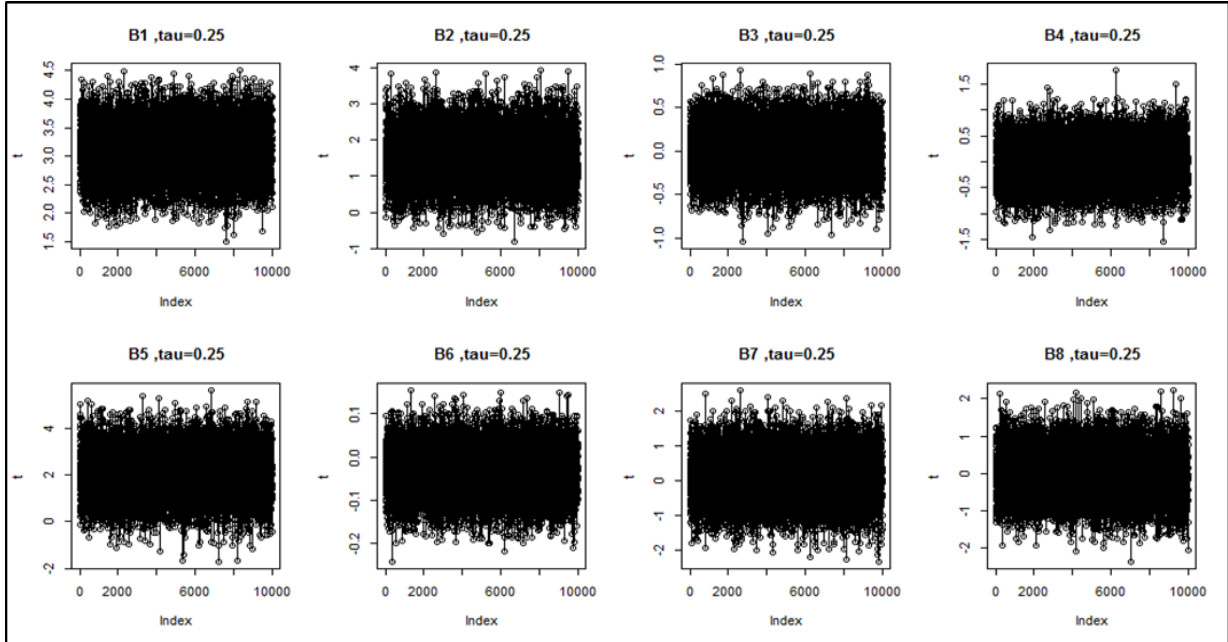 B1 ,tau=0.25 B2 ,tau=0.25 B3 ,tau=0.25 B4 ,tau=0.25
t 1.5 2.0 2.5 3.0 3.5 4.0 4.5
0 2000 6000 10000
Index
t -1 0 1 2 3 4
0 2000 6000 10000
Index
t -1.0 -0.5 0.0 0.5 1.0
0 2000 6000 10000
Index
t -1.5 -0.5 0.5 1.5
0 2000 6000 10000
Index
B5 ,tau=0.25 B6 ,tau=0.25 B7 ,tau=0.25 B8 ,tau=0.25
t -2 0 2 4
0 2000 6000 10000
Index
t -0.2 -0.1 0.0 0.1
0 2000 6000 10000
Index
t -2 -1 0 1 2
0 2000 6000 10000
Index
t -2 -1 0 1 2
0 2000 6000 10000
Index